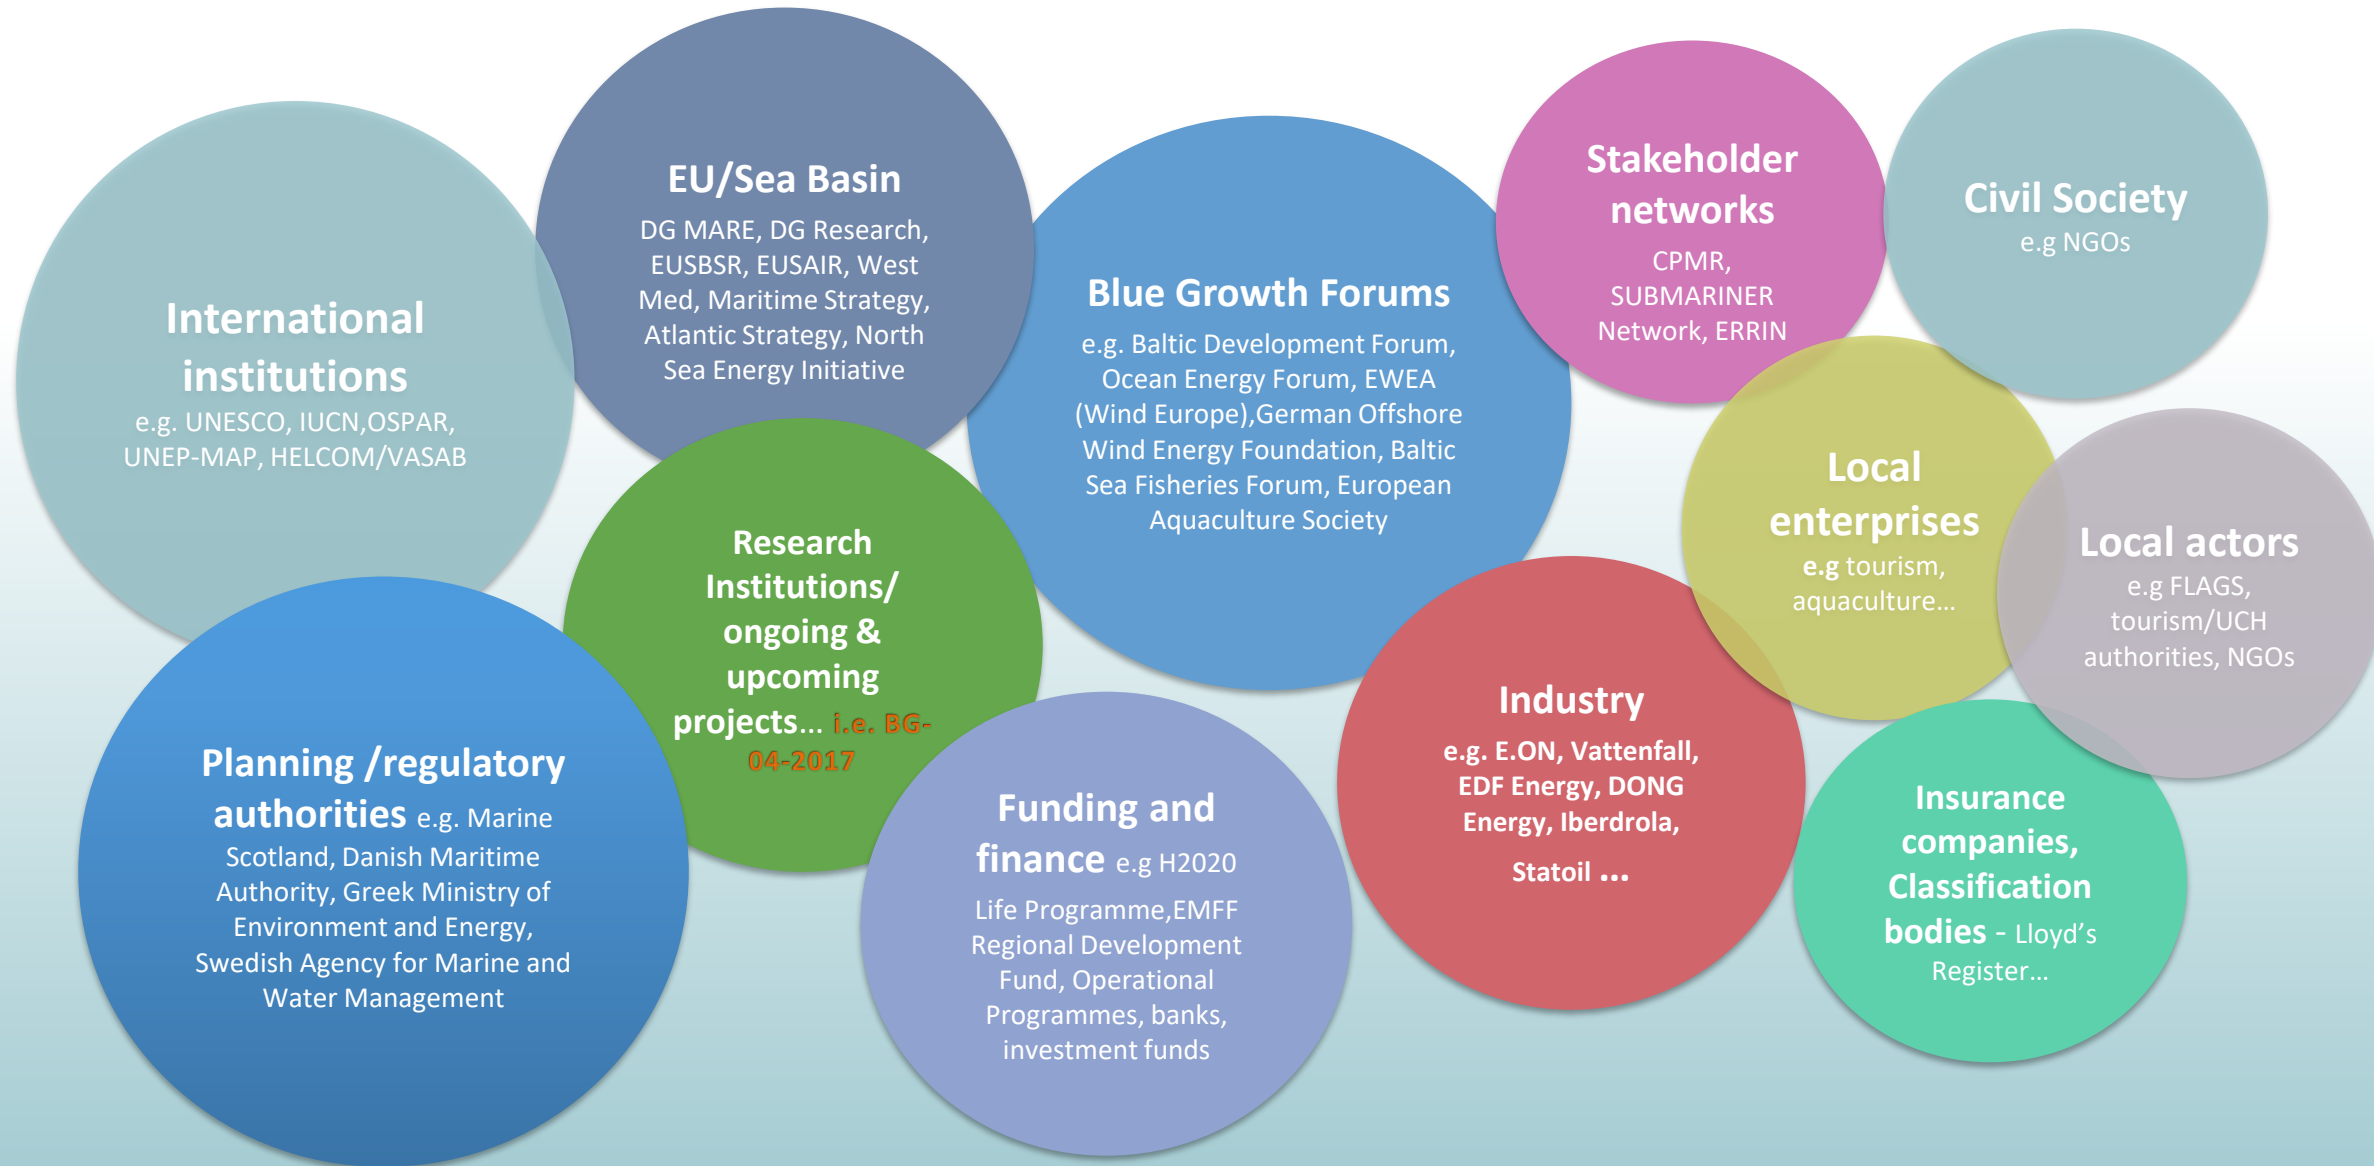 International
institutions
e.g. UNESCO, IUCN,OSPAR,
UNEP-MAP, HELCOM/VASAB
EU/Sea Basin
DG MARE, DG Research,
EUSBSR, EUSAIR, West
Med, Maritime Strategy,
Atlantic Strategy, North
Sea Energy Initiative
Blue Growth Forums
e.g. Baltic Development Forum,
Ocean Energy Forum, EWEA
(Wind Europe),German Offshore
Wind Energy Foundation, Baltic
Sea Fisheries Forum, European
Aquaculture Society
Stakeholder
networks
CPMR,
SUBMARINER
Network, ERRIN
Civil Society
e.g NGOs
Research
Institutions/
ongoing &
upcoming
projects... i.e. BG-
04-2017
Local
enterprises
e.g tourism,
aquaculture...
Local actors
e.g FLAGS,
tourism/UCH
authorities, NGOs
Planning /regulatory
authorities e.g. Marine
Scotland, Danish Maritime
Authority, Greek Ministry of
Environment and Energy,
Swedish Agency for Marine and
Water Management
Funding and
finance e.g H2020
Life Programme,EMFF
Regional Development
Fund, Operational
Programmes, banks,
investment funds
Industry
e.g. E.ON, Vattenfall,
EDF Energy, DONG
Energy, Iberdrola,
Statoil ...
Insurance
companies,
Classification
bodies - Lloyd's
Register...